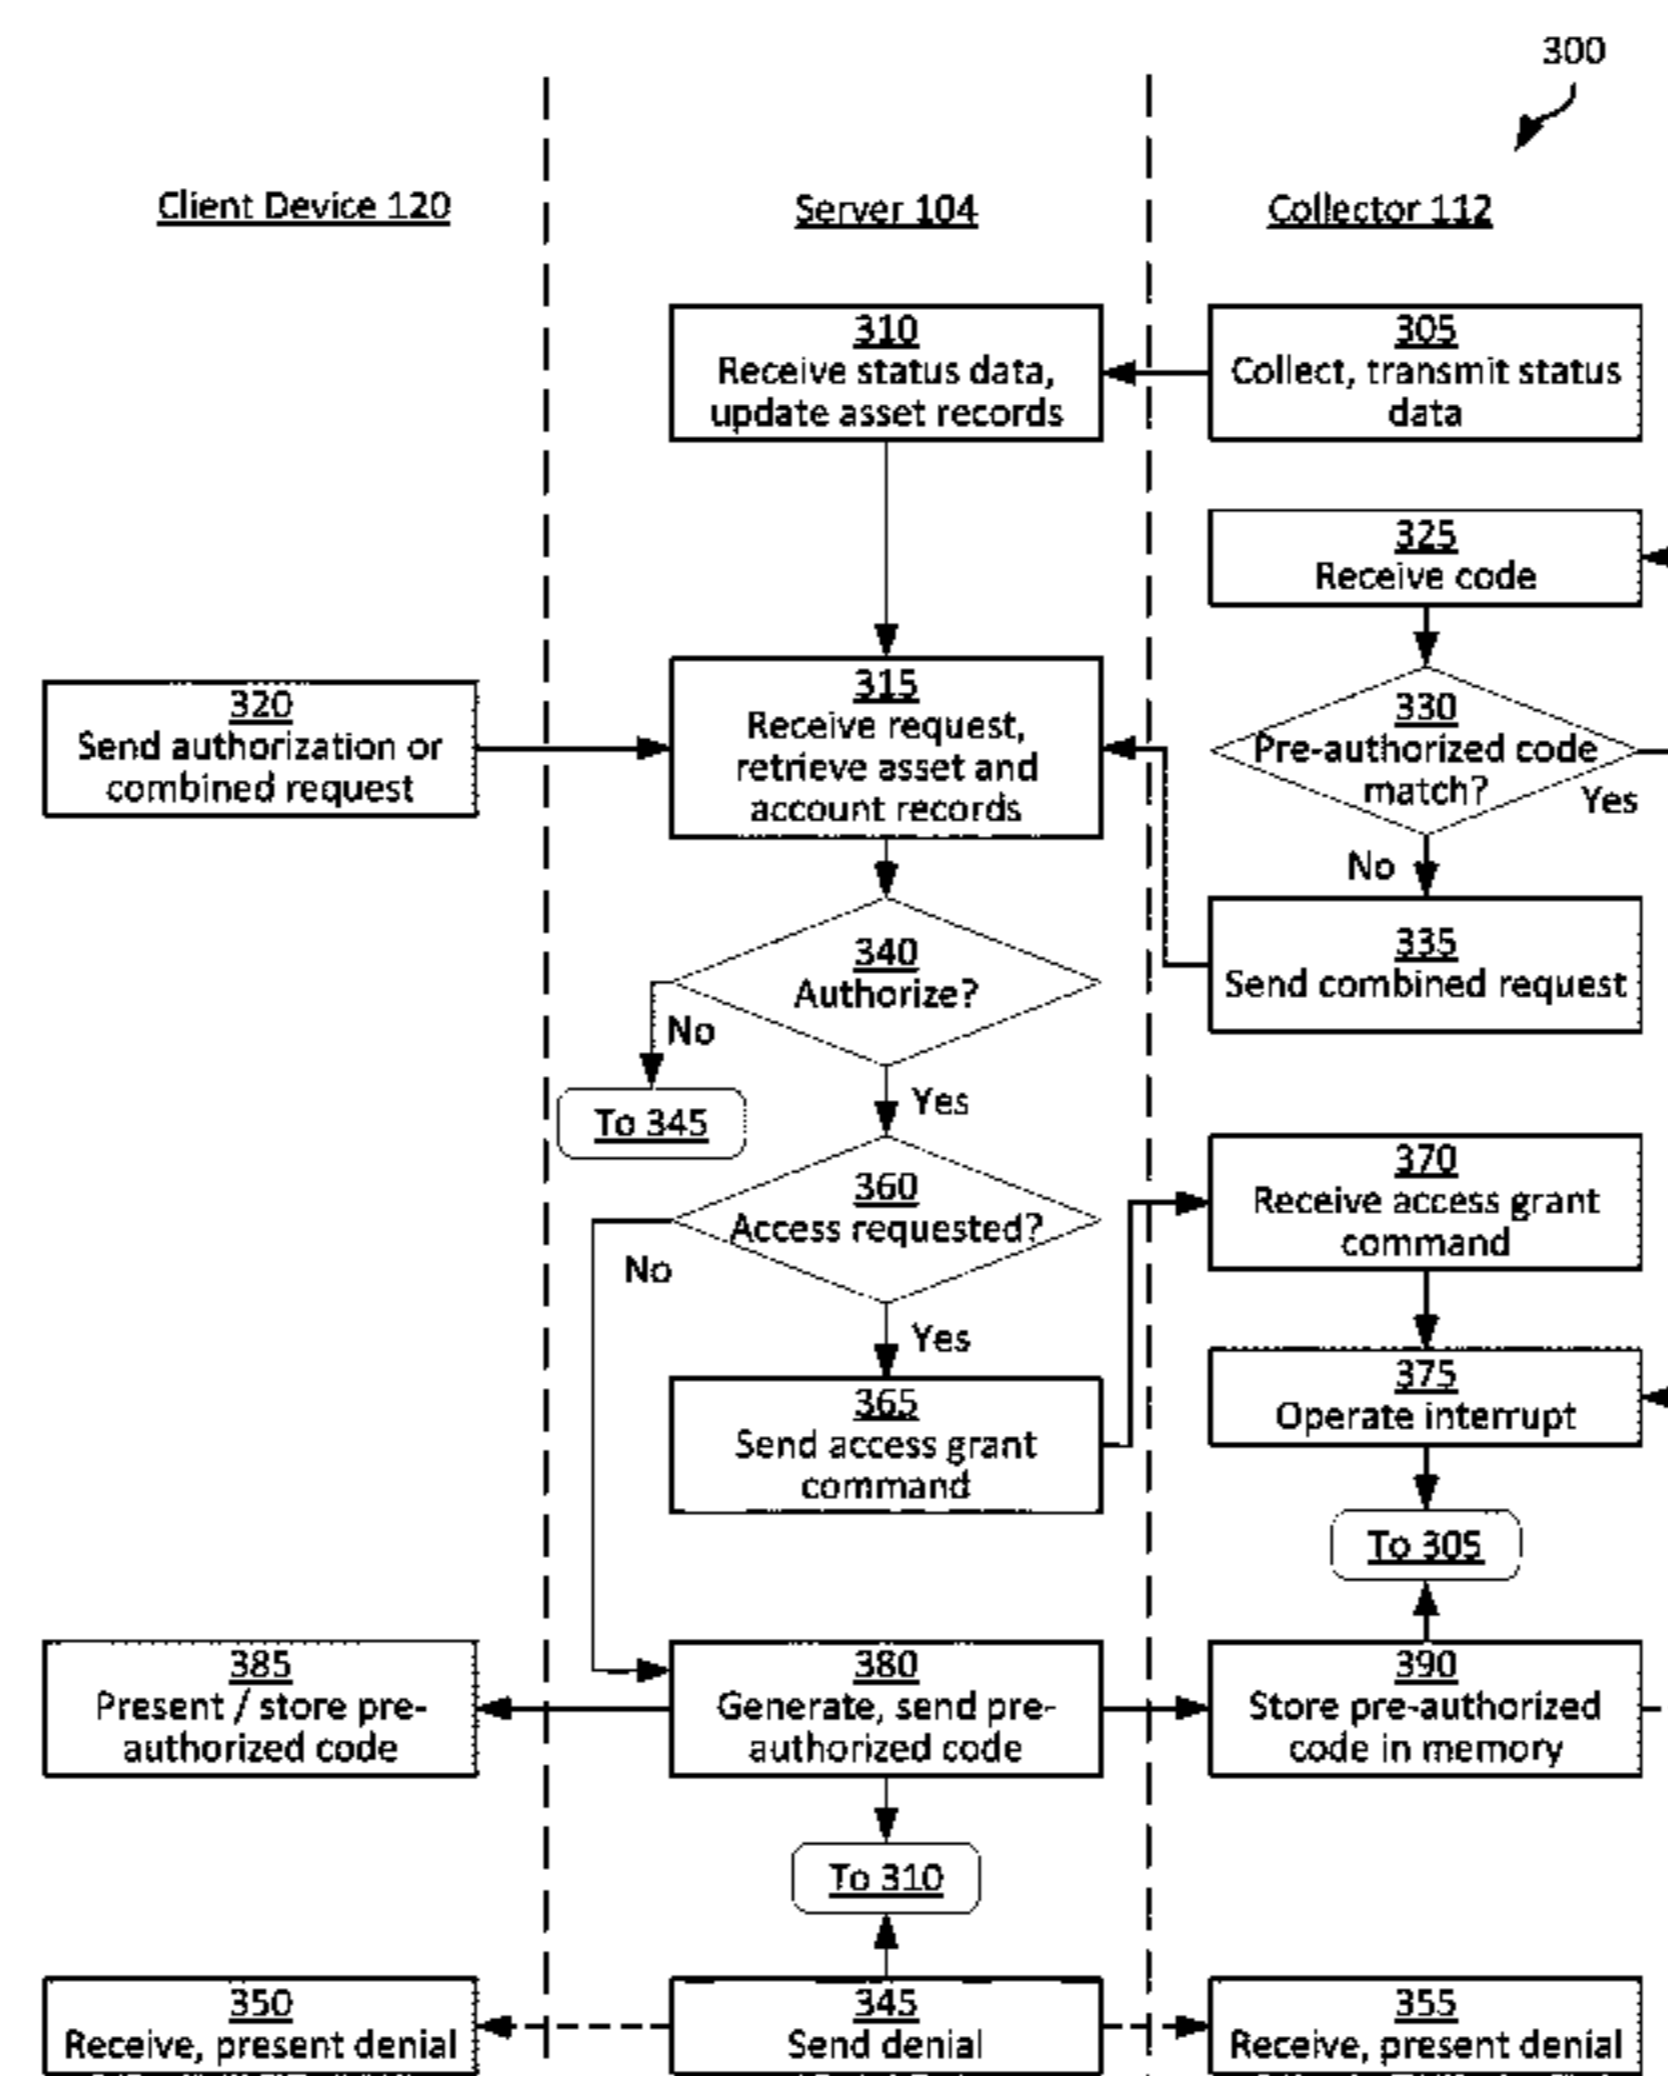 300
Client Device 120
Server 104
Collector 112
310
Receive status data,
update asset records
305
Collect, transmit status
data
325
Receive code
320
Send authorization or
combined request
315
Receive request,
retrieve asset and
account records
330
Pre-authorized code
match?
Yes
No
335
Send combined request
340
Authorize?
No
To 345
Yes
360
Access requested?
No
Yes
370
Receive access grant
command
365
Send access grant
command
375
Operate interrupt
To 305
385
Present / store pre-
authorized code
380
Generate, send pre-
authorized code
390
Store pre-authorized
code in memory
To 310
350
Receive, present denial
345
Send denial
355
Receive, present denial